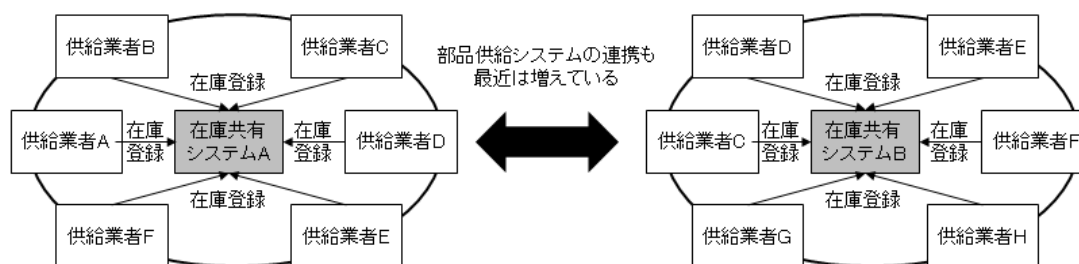 供給業者B
供給業者C
在庫登録
供給業者A
在庫
登録
在庫共有
システムA
在庫
登録
供給業者D
在庫登録
供給業者F
供給業者E
部品供給システムの連携も
最近は増えている
供給業者D
供給業者E
在庫登録
供給業者C
在庫
登録
在庫共有
システムB
在庫
登録
供給業者F
在庫登録
供給業者G
供給業者H